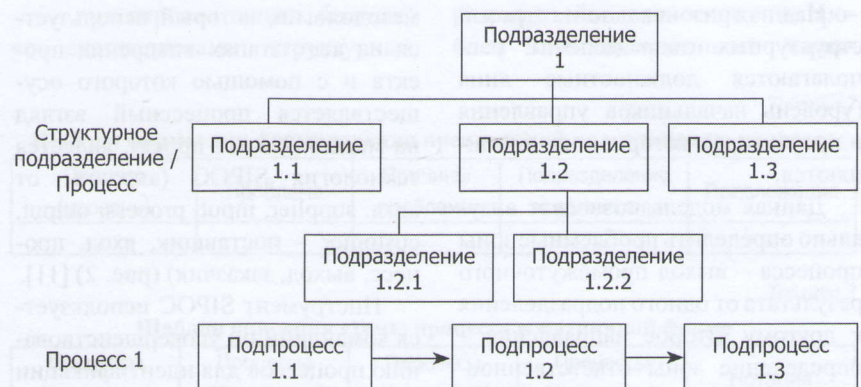 Подразделение
1
Структурное
подразделение /
Процесс
Подразделение
1.1
Подразделение
1.2
Подразделение
1.3
Подразделение
1.2.1
Подразделение
1.2.2
Процесс 1
Подпроцесс
1.1
Подпроцесс
1.2
Подпроцесс
1.3